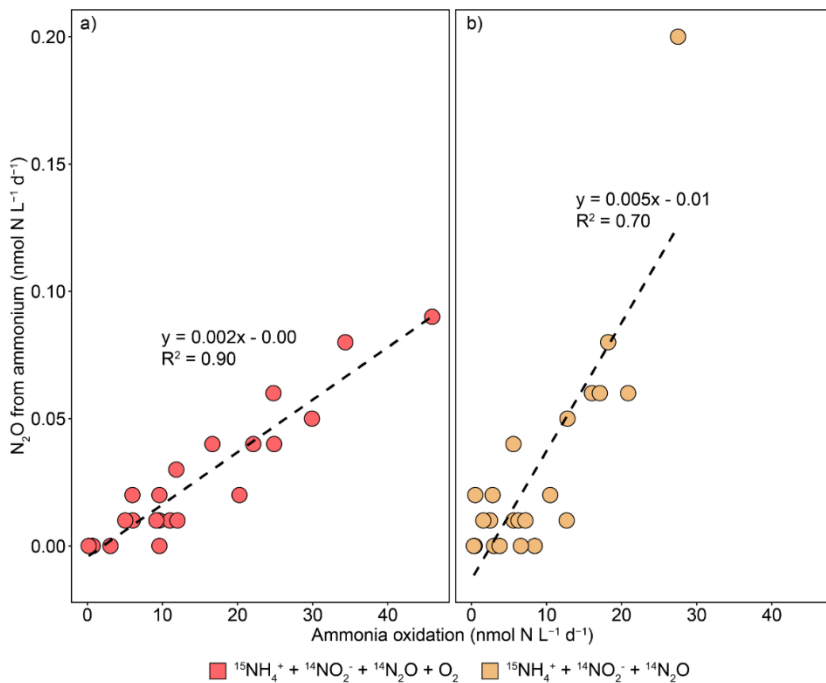 a)
b)
0.20
0.15
0.10
0.05
0.00
N₂O from ammonium (nmol N L⁻¹ d⁻¹)
y = 0.002x - 0.00
R² = 0.90
y = 0.005x - 0.01
R² = 0.70
0 10 20 30 40
0 10 20 30 40
Ammonia oxidation (nmol N L⁻¹ d⁻¹)
¹⁵NH₄⁺ + ¹⁴NO₂⁻ + ¹⁴N₂O + O₂
¹⁵NH₄⁺ + ¹⁴NO₂⁻ + ¹⁴N₂O